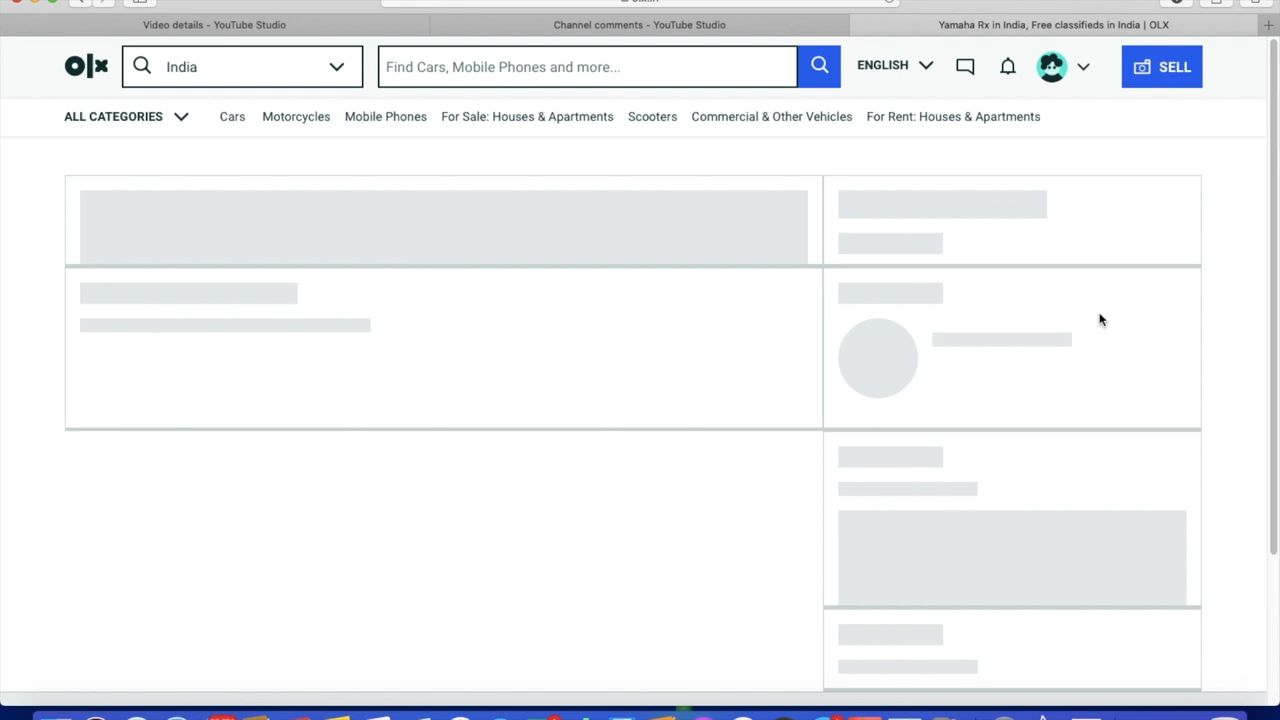 Video details - YouTube Studio
Channel comments - YouTube Studio
Yamaha Rx in India, Free classifieds in India | OLX
olx
India
Find Cars, Mobile Phones and more...
ENGLISH
SELL
ALL CATEGORIES
Cars
Motorcycles
Mobile Phones
For Sale: Houses & Apartments
Scooters
Commercial & Other Vehicles
For Rent: Houses & Apartments